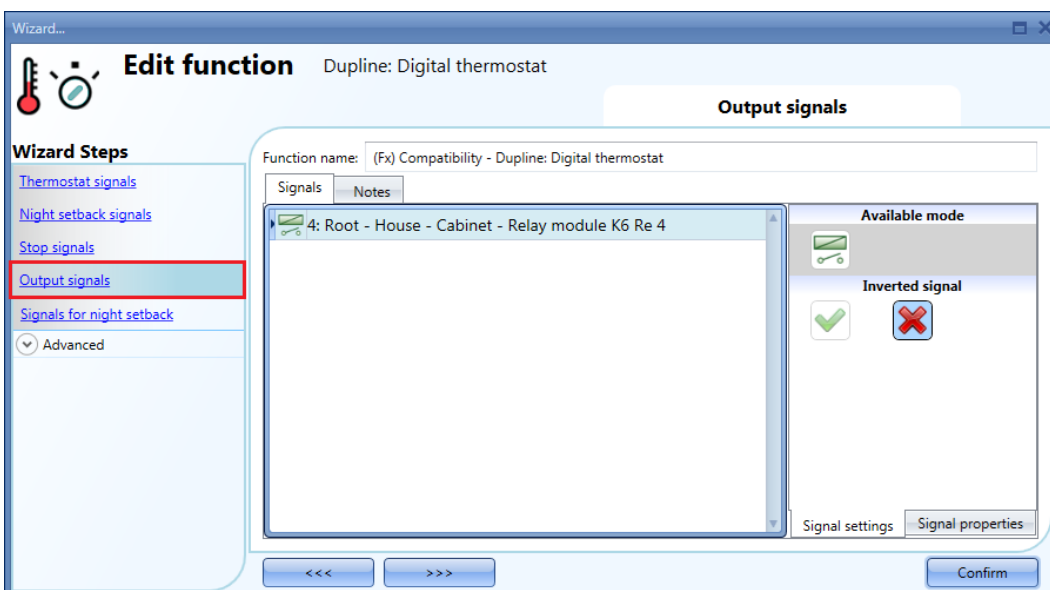 Wizard...
Edit function Dupline: Digital thermostat
Output signals
Wizard Steps
Thermostat signals
Night setback signals
Stop signals
Output signals
Signals for night setback
Advanced
Function name: (Fx) Compatibility - Dupline: Digital thermostat
Signals Notes
4: Root - House - Cabinet - Relay module K6 Re 4
Available mode
Inverted signal
Signal settings Signal properties
<<< >>> Confirm